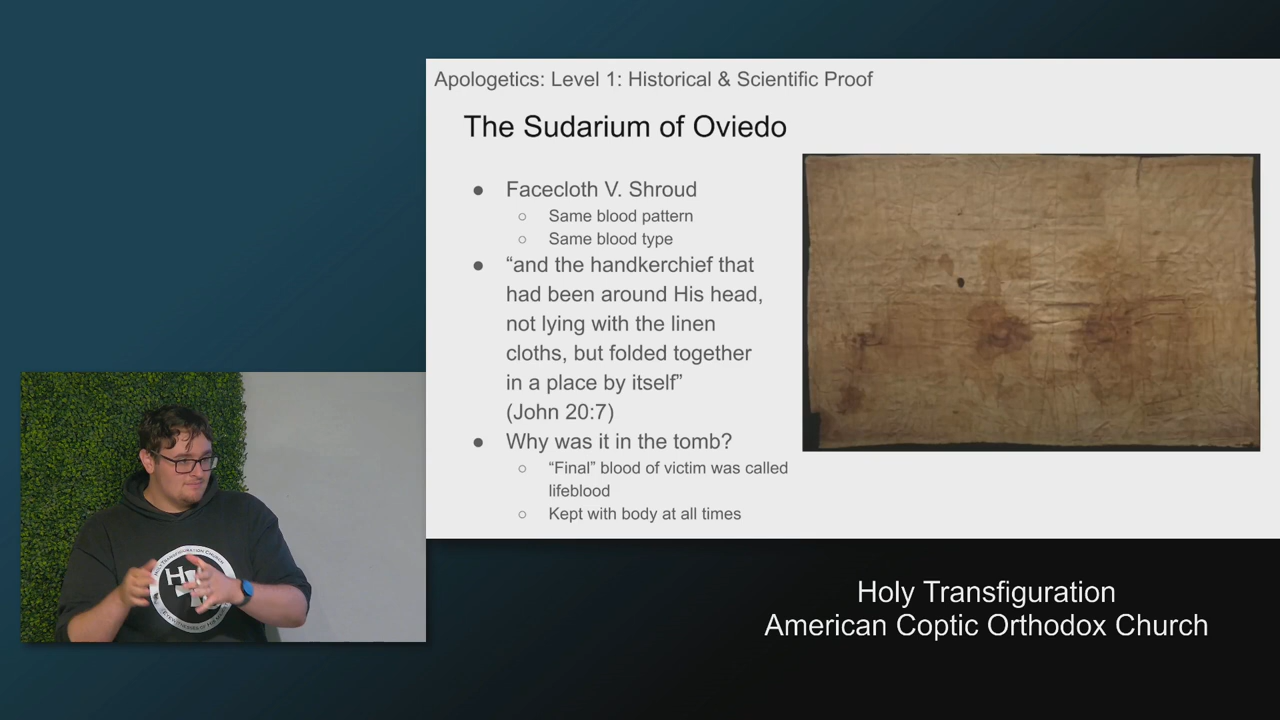 Apologetics: Level 1: Historical & Scientific Proof
The Sudarium of Oviedo
● Facecloth V. Shroud
○ Same blood pattern
○ Same blood type
● “and the handkerchief that
had been around His head,
not lying with the linen
cloths, but folded together
in a place by itself”
(John 20:7)
● Why was it in the tomb?
○ “Final” blood of victim was called
lifeblood
○ Kept with body at all times
Holy Transfiguration
American Coptic Orthodox Church